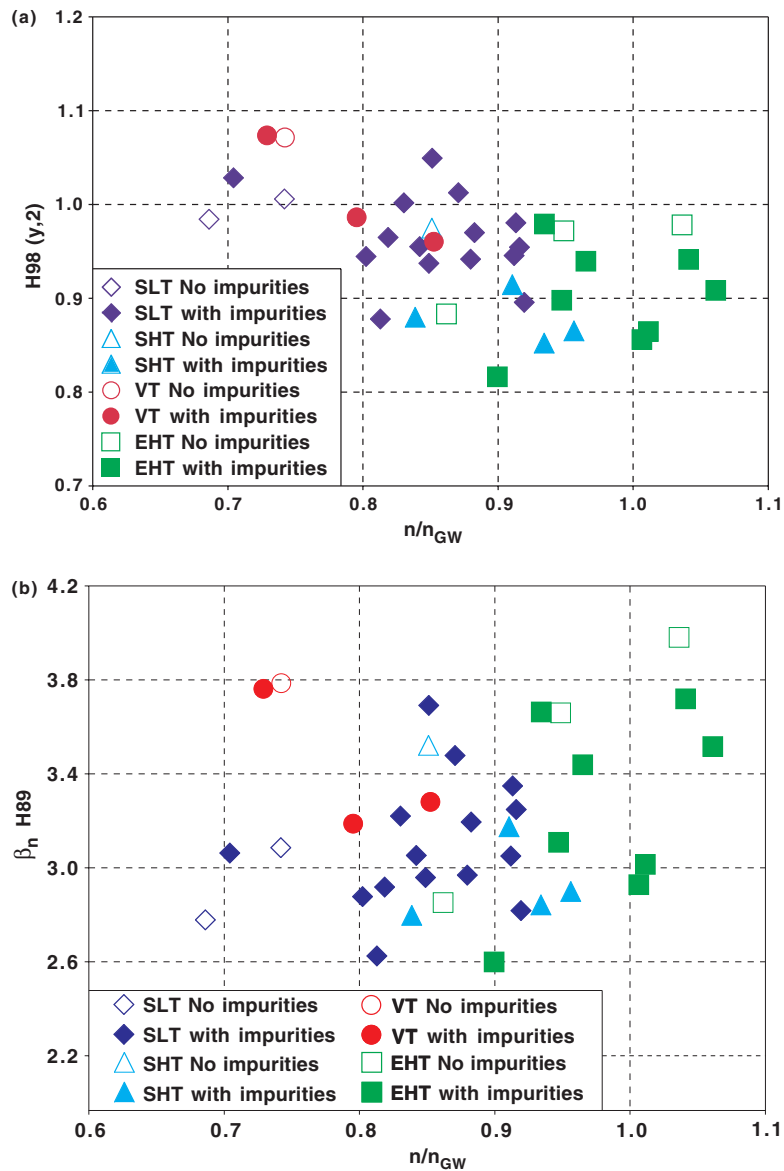 (a)
1.2
1.1
1.0
0.9
0.8
0.7
H98 (y,2)
SLT No impurities
SLT with impurities
SHT No impurities
SHT with impurities
VT No impurities
VT with impurities
EHT No impurities
EHT with impurities
0.6 0.7 0.8 0.9 1.0 1.1
n/nGW
(b)
4.2
3.8
3.4
3.0
2.6
2.2
βn H89
SLT No impurities VT No impurities
SLT with impurities VT with impurities
SHT No impurities EHT No impurities
SHT with impurities EHT with impurities
0.6 0.7 0.8 0.9 1.0 1.1
n/nGW